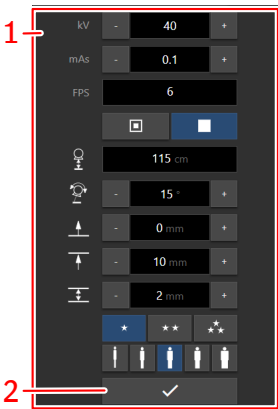 1
kV - 40 +
mAs - 0.1 +
FPS 6
115 cm
- 15 ° +
- 0 mm +
- 10 mm +
- 2 mm +
2